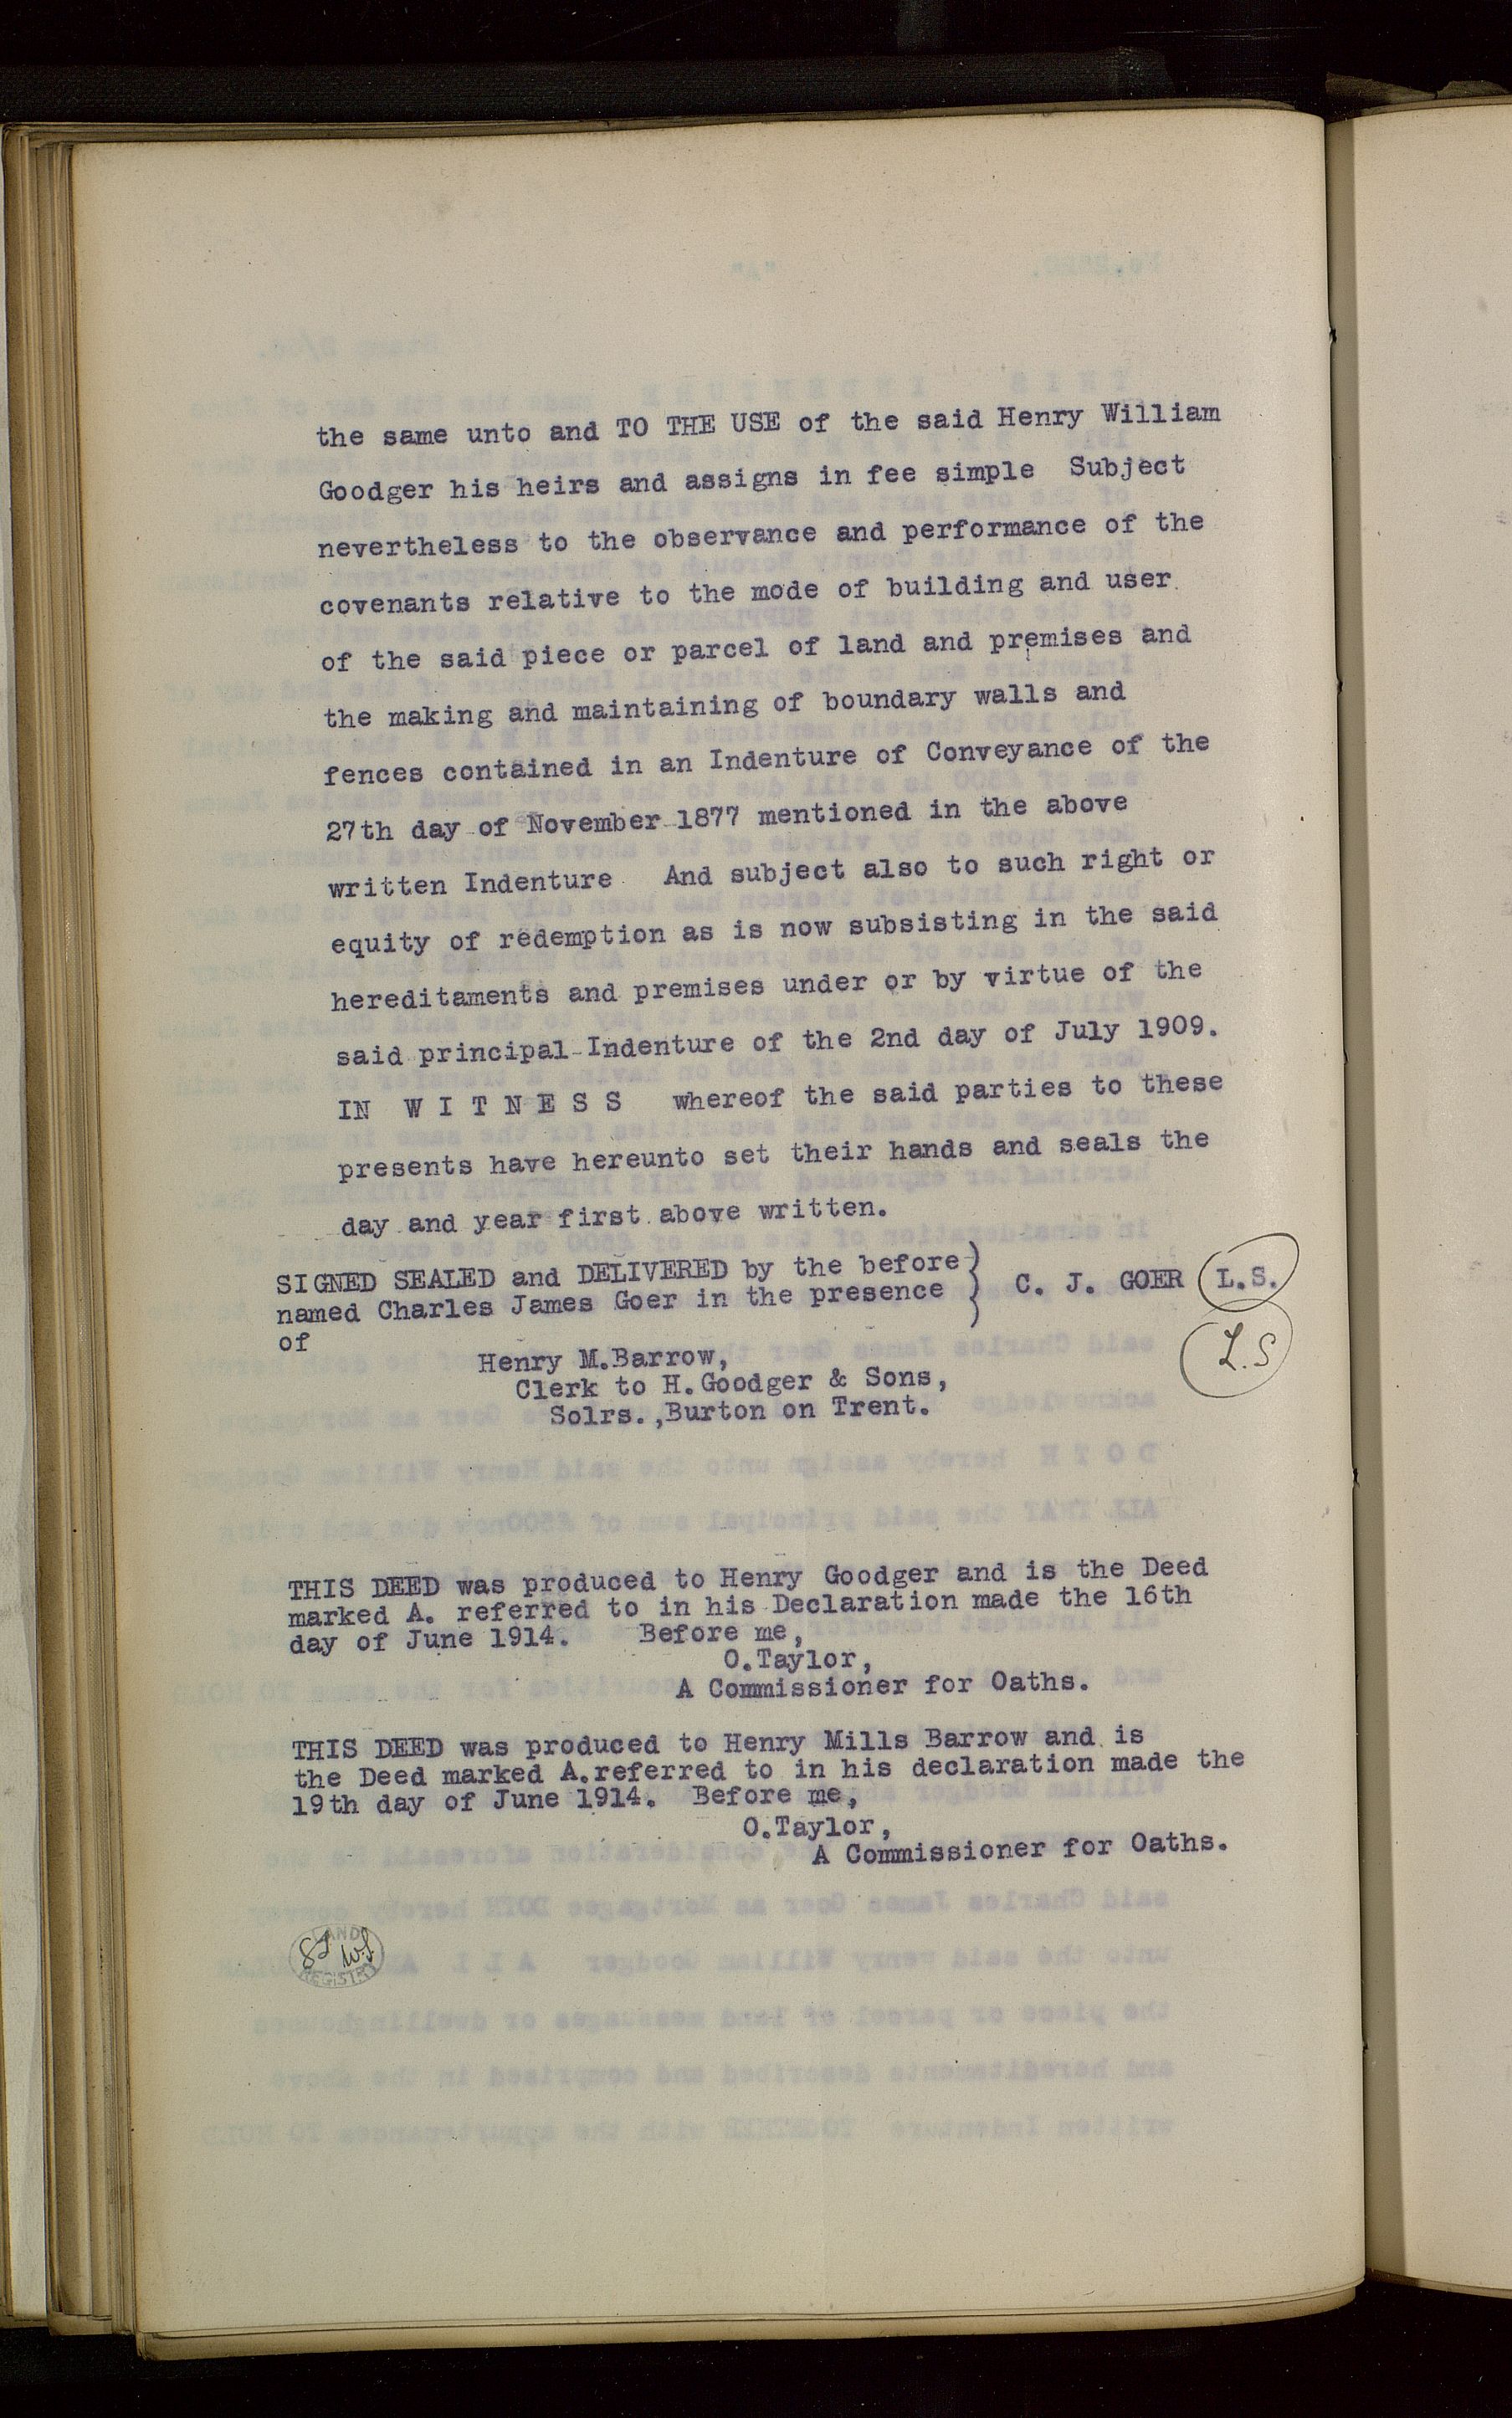 the same unto and TO THE USE of the said Henry William
Goodger his heirs and assigns in fee simple Subject
nevertheless to the observance and performance of the
covenants relative to the mode of building and user
of the said piece or parcel of land and premises and
the making and maintaining of boundary walls and
fences contained in an Indenture of Conveyance of the
27th day of November 1877 mentioned in the above
written Indenture And subject also to such right or
equity of redemption as is now subsisting in the said
hereditaments and premises under or by virtue of the
said principal Indenture of the 2nd day of July 1909.
IN W I T N E S S whereof the said parties to these
presents have hereunto set their hands and seals the
day and year first above written.
SIGNED SEALED and DELIVERED by the before
named Charles James Goer in the presence
of
C. J. GOER L.S.
L.S
Henry M.Barrow,
Clerk to H.Goodger & Sons,
Solrs.,Burton on Trent.
THIS DEED was produced to Henry Goodger and is the Deed
marked A. referred to in his Declaration made the 16th
day of June 1914. Before me,
O.Taylor,
A Commissioner for Oaths.
THIS DEED was produced to Henry Mills Barrow and is
the Deed marked A.referred to in his declaration made the
19th day of June 1914. Before me,
O.Taylor,
A Commissioner for Oaths.
LAND
REGISTRY